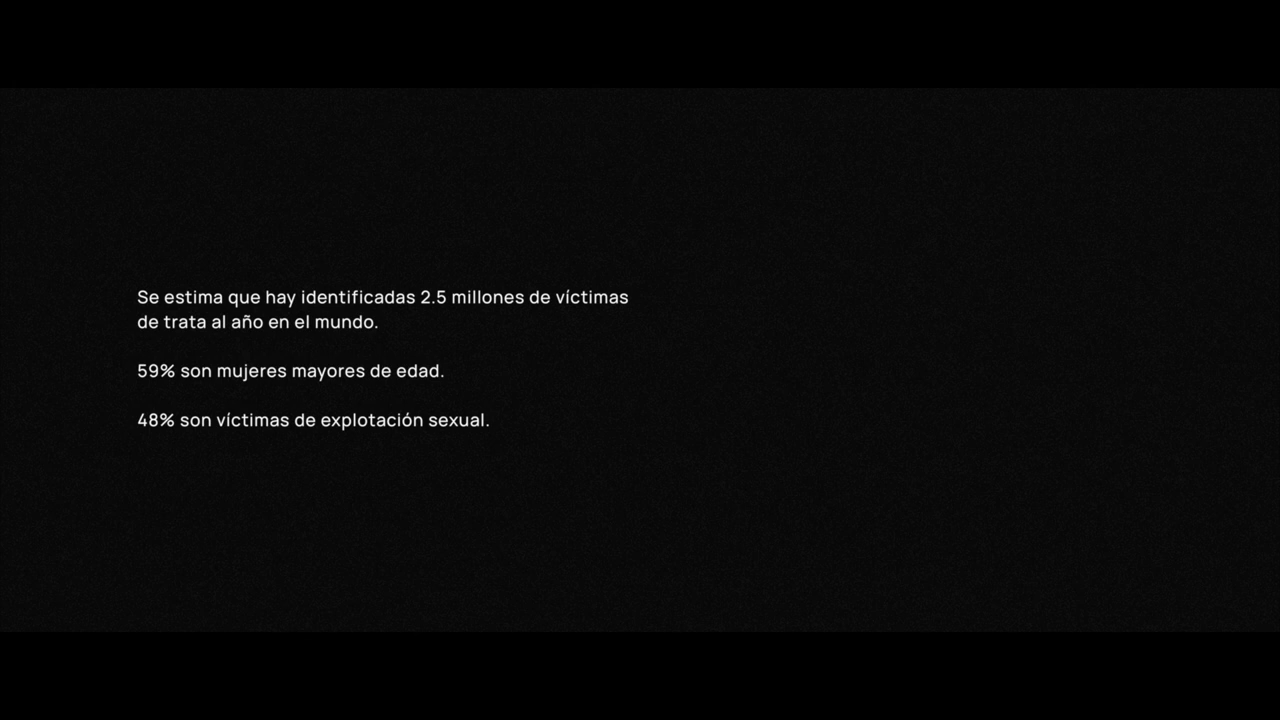 Se estima que hay identificadas 2.5 millones de víctimas
de trata al año en el mundo.
59% son mujeres mayores de edad.
48% son víctimas de explotación sexual.